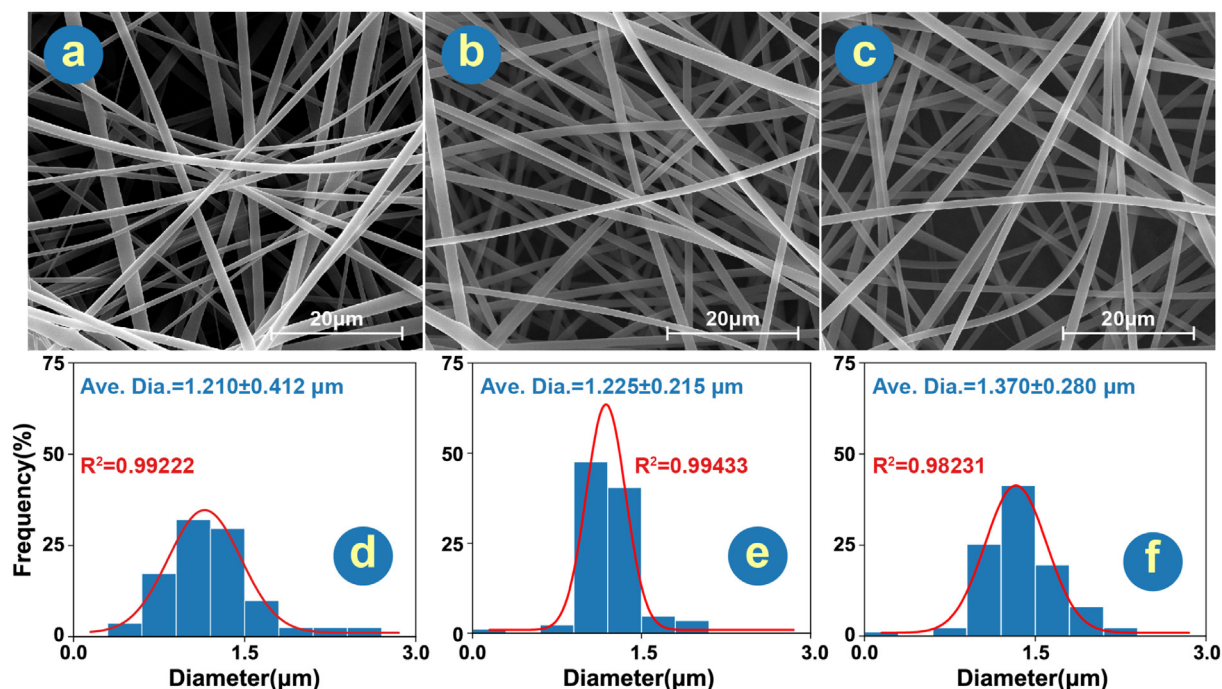 a
b
c
20μm
20μm
20μm
75
Ave. Dia.=1.210±0.412 μm
R²=0.99222
50
25
0
Frequency(%)
d
0.0
1.5
3.0
Diameter(μm)
75
Ave. Dia.=1.225±0.215 μm
R²=0.99433
50
25
0
e
0.0
1.5
3.0
Diameter(μm)
75
Ave. Dia.=1.370±0.280 μm
R²=0.98231
50
25
0
f
0.0
1.5
3.0
Diameter(μm)